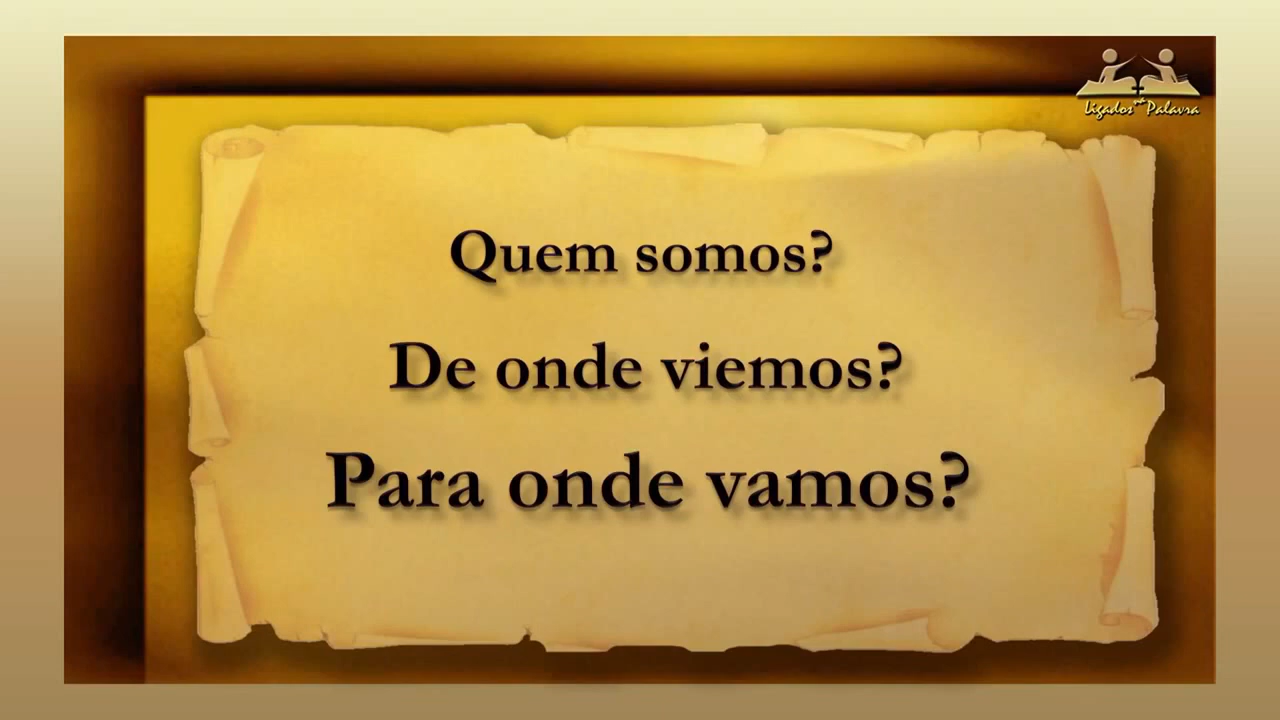 Ligados na Palavra
Quem somos?
De onde viemos?
Para onde vamos?